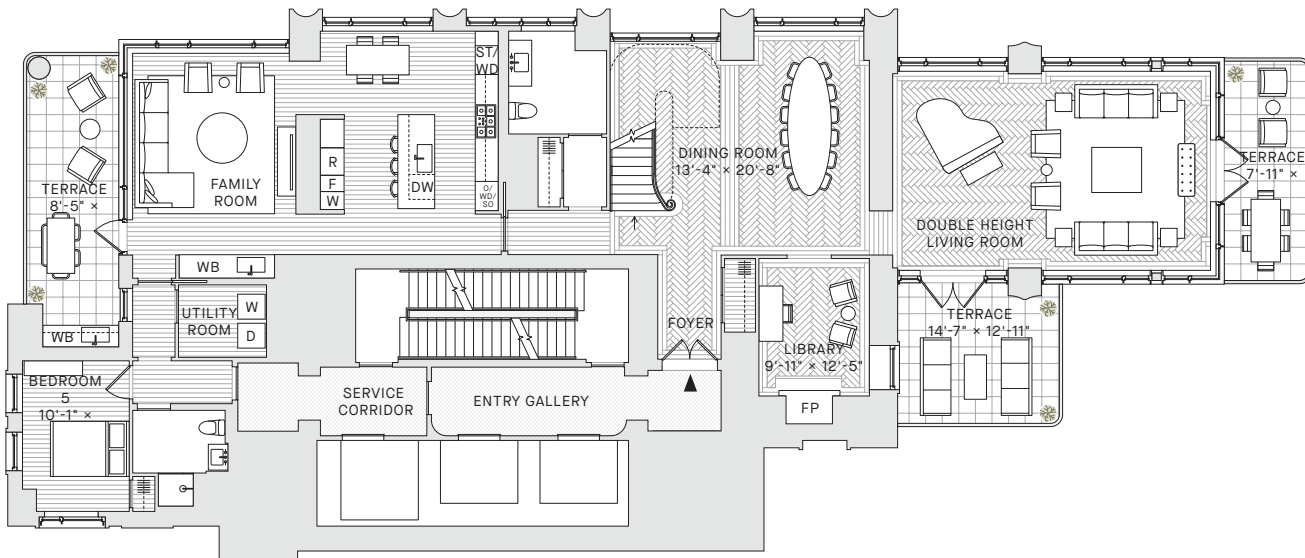 ST/
WD
R
F
W
DW
O/
WD/
SO
FAMILY
ROOM
TERRACE
8'-5" ×
DINING ROOM
13'-4" × 20'-8"
DOUBLE HEIGHT
LIVING ROOM
TERRACE
7'-11" ×
WB
UTILITY
ROOM
W
D
WB
FOYER
LIBRARY
9'-11" × 12'-5"
FP
TERRACE
14'-7" × 12'-11"
BEDROOM
5
10'-1" ×
SERVICE
CORRIDOR
ENTRY GALLERY